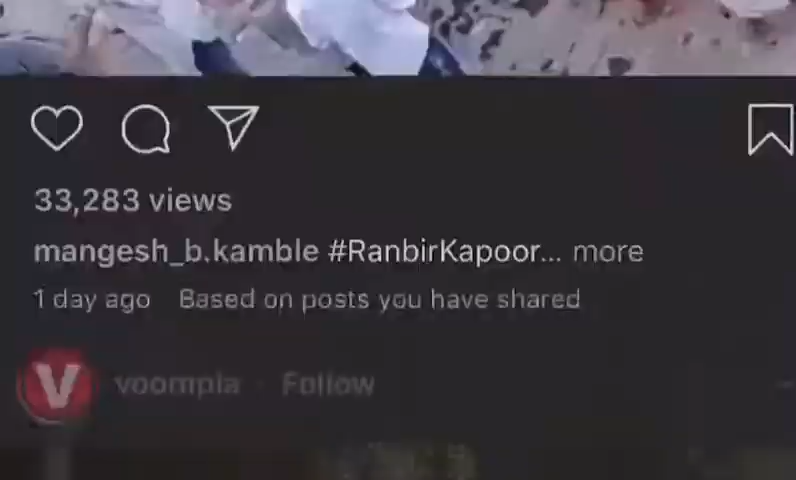 33,283 views
mangesh_b.kamble #RanbirKapoor... more
1 day ago Based on posts you have shared
V voompla · Follow